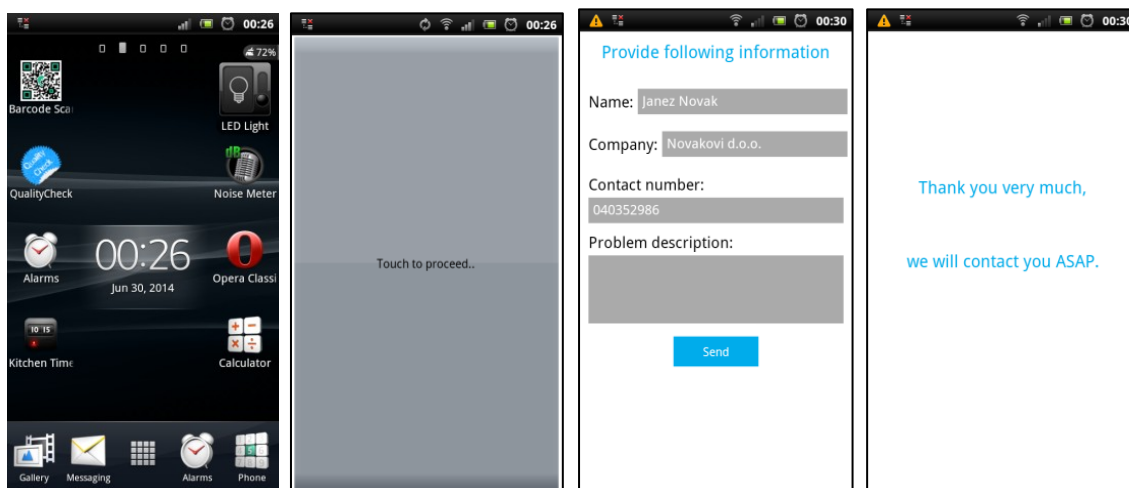 00:26
72%
Barcode Sca
LED Light
Quality
Check
QualityCheck
dB
Noise Meter
Alarms
00:26
Jun 30, 2014
Opera Classi
10 15
Kitchen Time
Calculator
Gallery
Messaging
Alarms
Phone
00:26
Touch to proceed..
00:30
Provide following information
Name: Janez Novak
Company: Novakovi d.o.o.
Contact number:
040352986
Problem description:
Send
00:30
Thank you very much,
we will contact you ASAP.